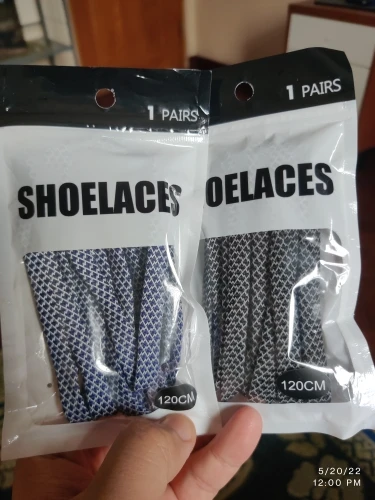 1 PAIRS
SHOELACES
120CM
1 PAIRS
OELACES
120CM
5/20/22
12:00 PM